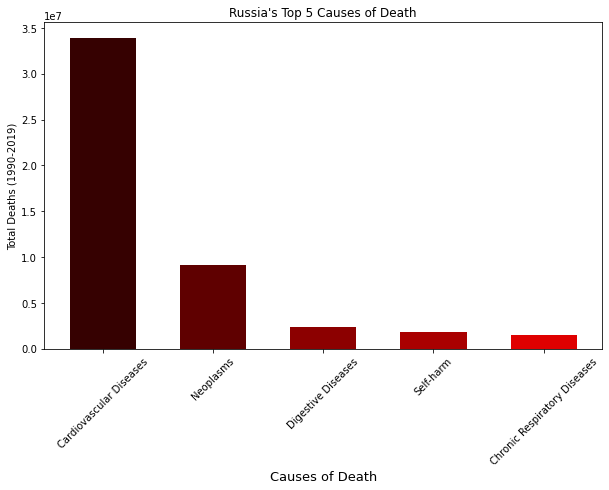 Russia's Top 5 Causes of Death
1e7
3.5
3.0
2.5
2.0
1.5
1.0
0.5
0.0
Total Deaths (1990-2019)
Cardiovascular Diseases
Neoplasms
Digestive Diseases
Self-harm
Chronic Respiratory Diseases
Causes of Death